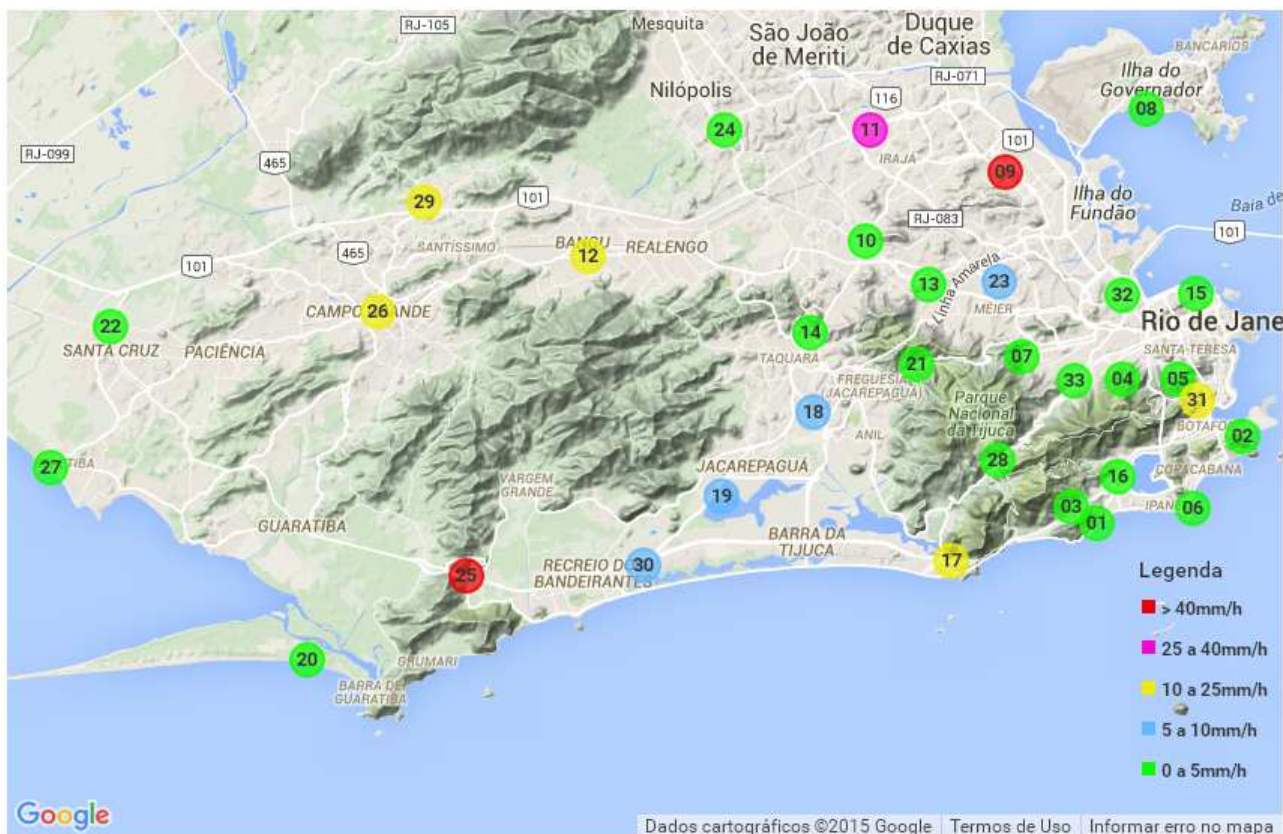 RJ-105
Mesquita
São João
de Meriti
Duque
de Caxias
BANCÁRIOS
RJ-071
Ilha do
Governador
Nilópolis
116
08
24
11
101
RJ-099
465
IRAJÁ
09
Ilha do
Fundão
29
101
RJ-083
Baía de
SANTÍSSIMO
BANGU
REALENGO
10
101
465
12
101
13
Linha Amarela
23
32
15
CAMPO GRANDE
26
MÉIER
22
14
Rio de Jane
SANTA CRUZ
PACIÊNCIA
TAQUARA
21
07
SANTA TERESA
FREGUESIA
(JACAREPAGUÁ)
33
04
05
31
Parque
Nacional
da Tijuca
18
ANIL
BOTAFO
02
27
TIBA
28
COPACABANA
JACAREPAGUÁ
16
VARGEM
GRANDE
19
03
IPAN
06
GUARATIBA
01
BARRA DA
TIJUCA
RECREIO DOS
BANDEIRANTES
30
17
25
Legenda
> 40mm/h
25 a 40mm/h
20
GRUMARI
BARRA DE
GUARATIBA
10 a 25mm/h
5 a 10mm/h
0 a 5mm/h
Google
Dados cartográficos ©2015 Google
Termos de Uso
Informar erro no mapa